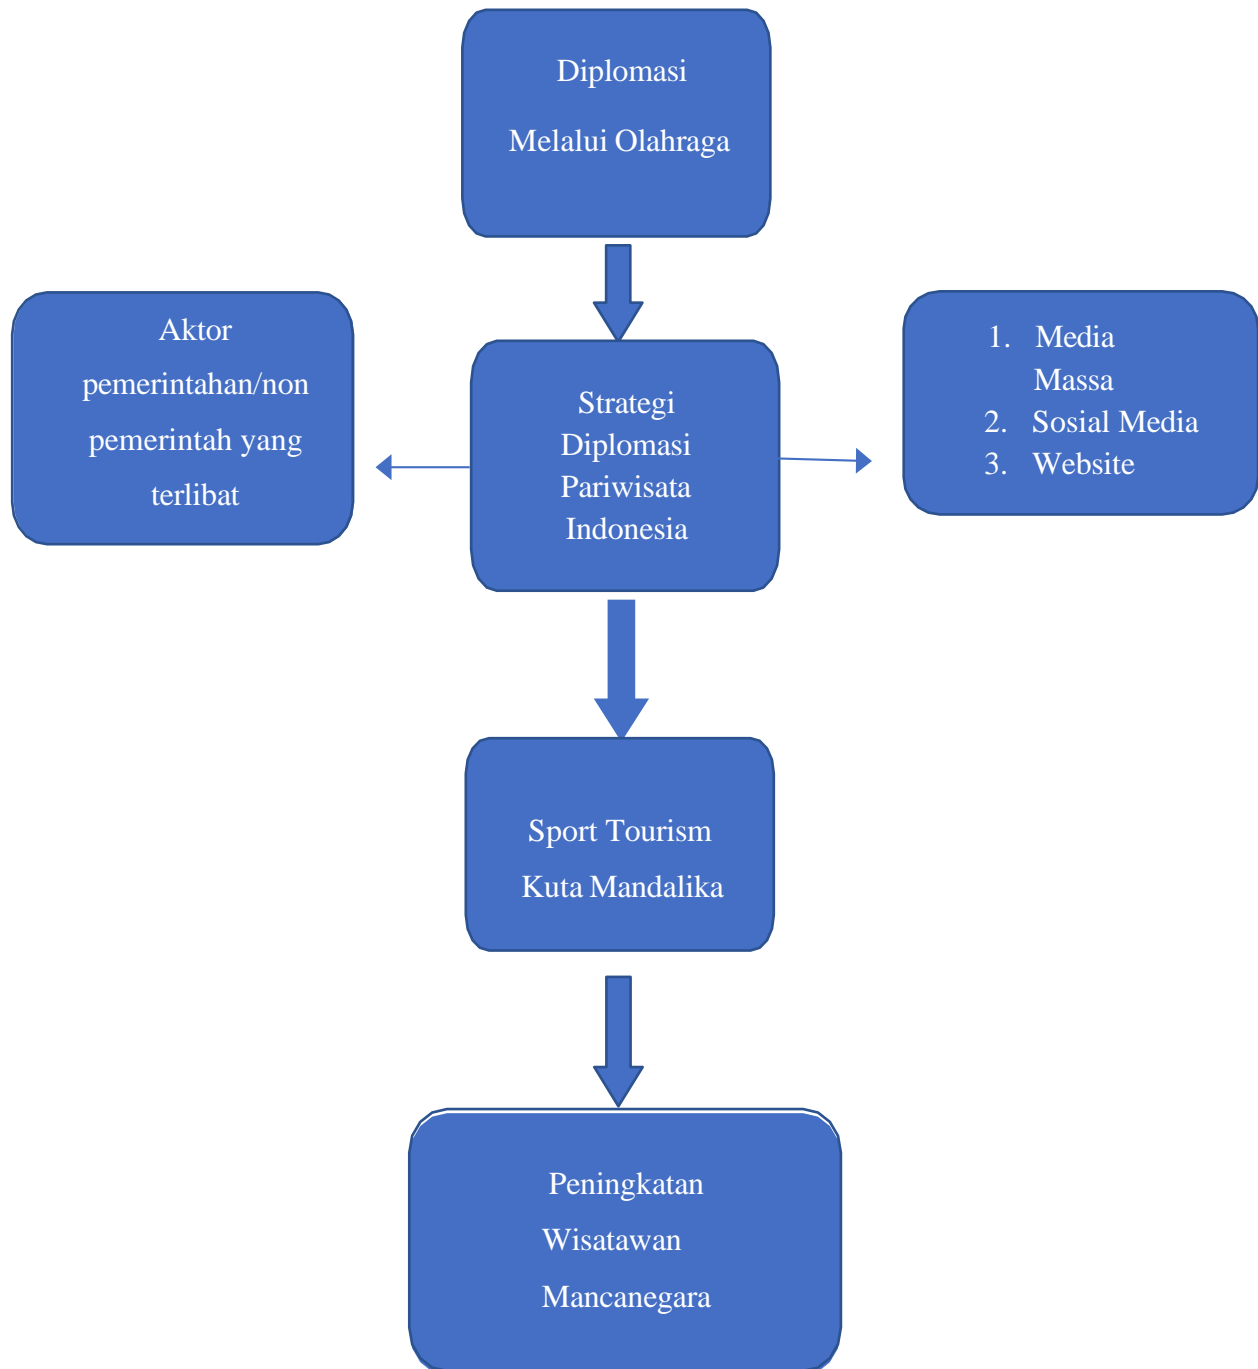 Diplomasi
Melalui Olahraga
Aktor
pemerintahan/non
pemerintah yang
terlibat
Strategi
Diplomasi
Pariwisata
Indonesia
1. Media
Massa
2. Sosial Media
3. Website
Sport Tourism
Kuta Mandalika
Peningkatan
Wisatawan
Mancanegara